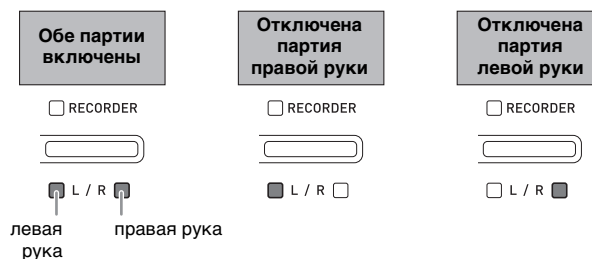 Обе партии
включены
RECORDER
L / R
левая
рука
правая рука
Отключена
партия
правой руки
RECORDER
L / R
Отключена
партия
левой руки
RECORDER
L / R